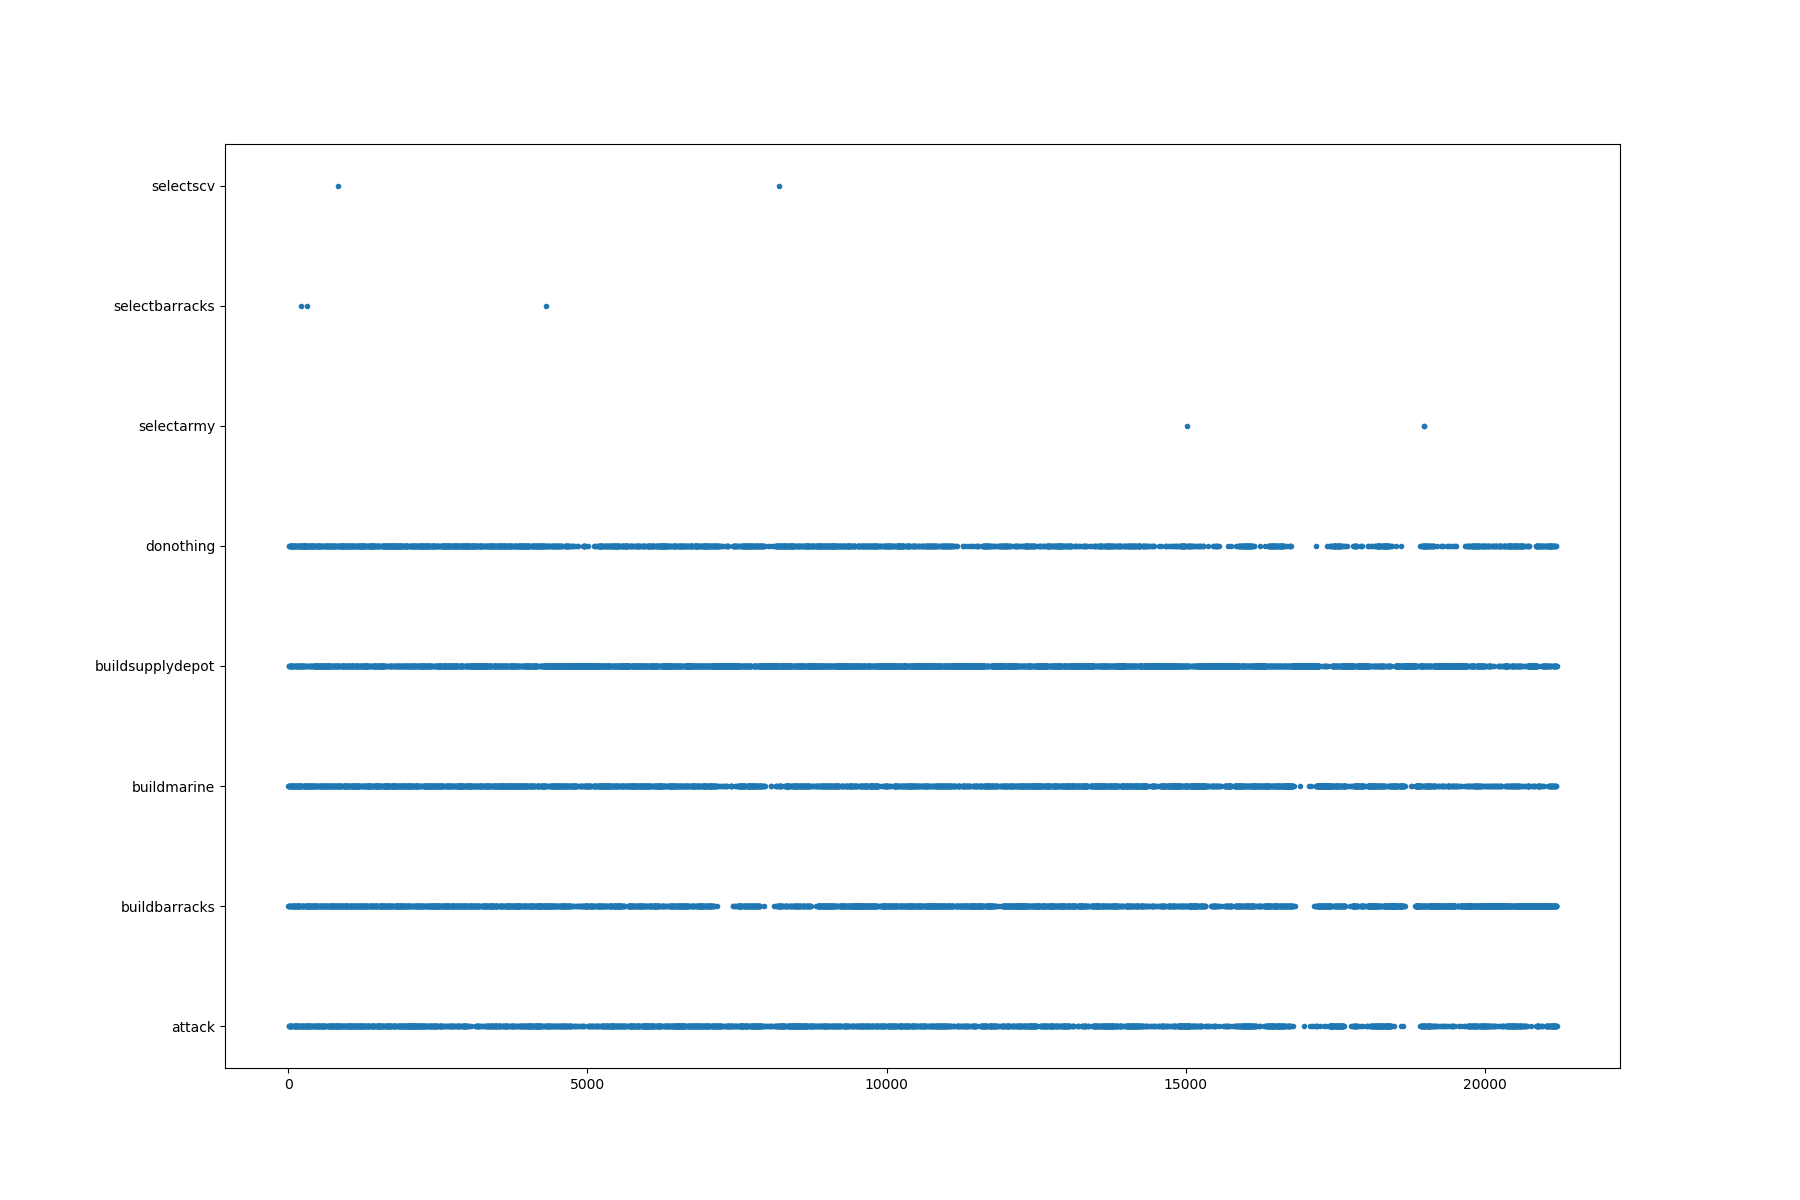 selectscv
selectbarracks
selectarmy
donothing
buildsupplydepot
buildmarine
buildbarracks
attack
0 5000 10000 15000 20000